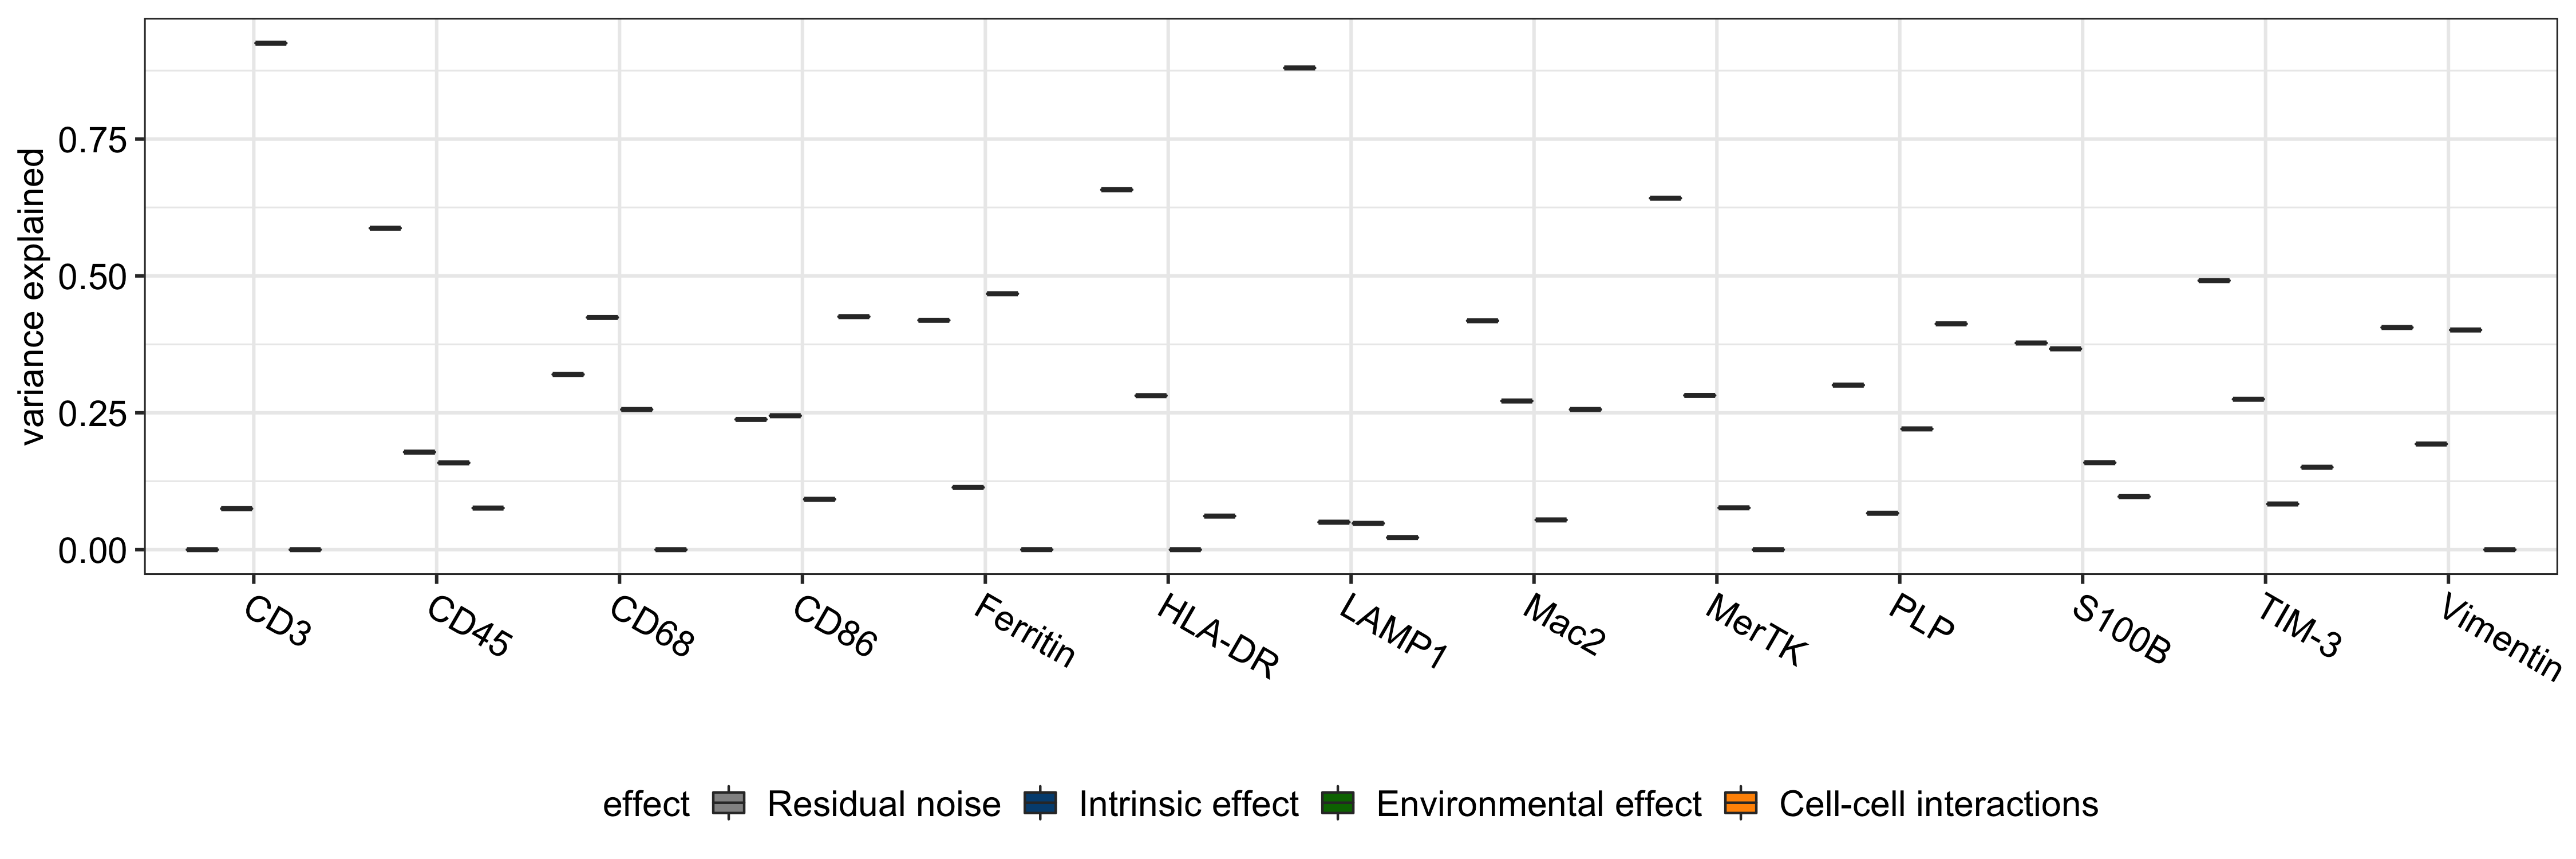 variance explained
0.75
0.50
0.25
0.00
CD3
CD45
CD68
CD86
Ferritin
HLA-DR
LAMP1
Mac2
MerTK
PLP
S100B
TIM-3
Vimentin
effect Residual noise Intrinsic effect Environmental effect Cell-cell interactions